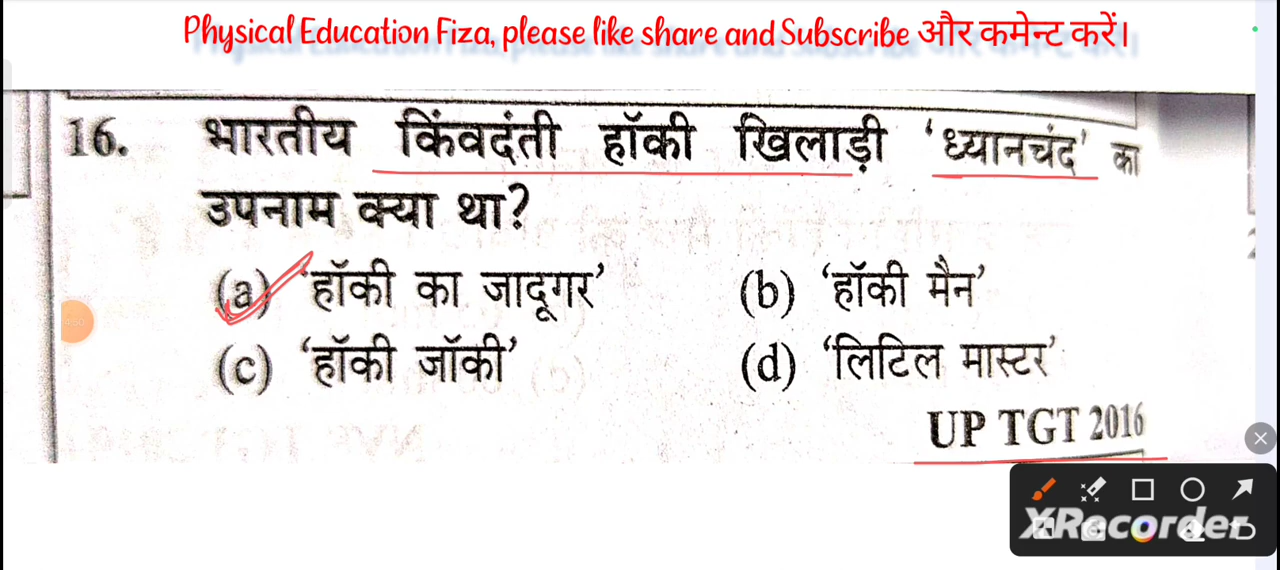 Physical Education Fiza, please like share and Subscribe और कमेन्ट करें।
16. भारतीय किंवदंती हॉकी खिलाड़ी 'ध्यानचंद' का
उपनाम क्या था?
(a) 'हॉकी का जादूगर' (b) 'हॉकी मैन'
(c) 'हॉकी जॉकी' (d) 'लिटिल मास्टर'
UP TGT 2016
XRecorder